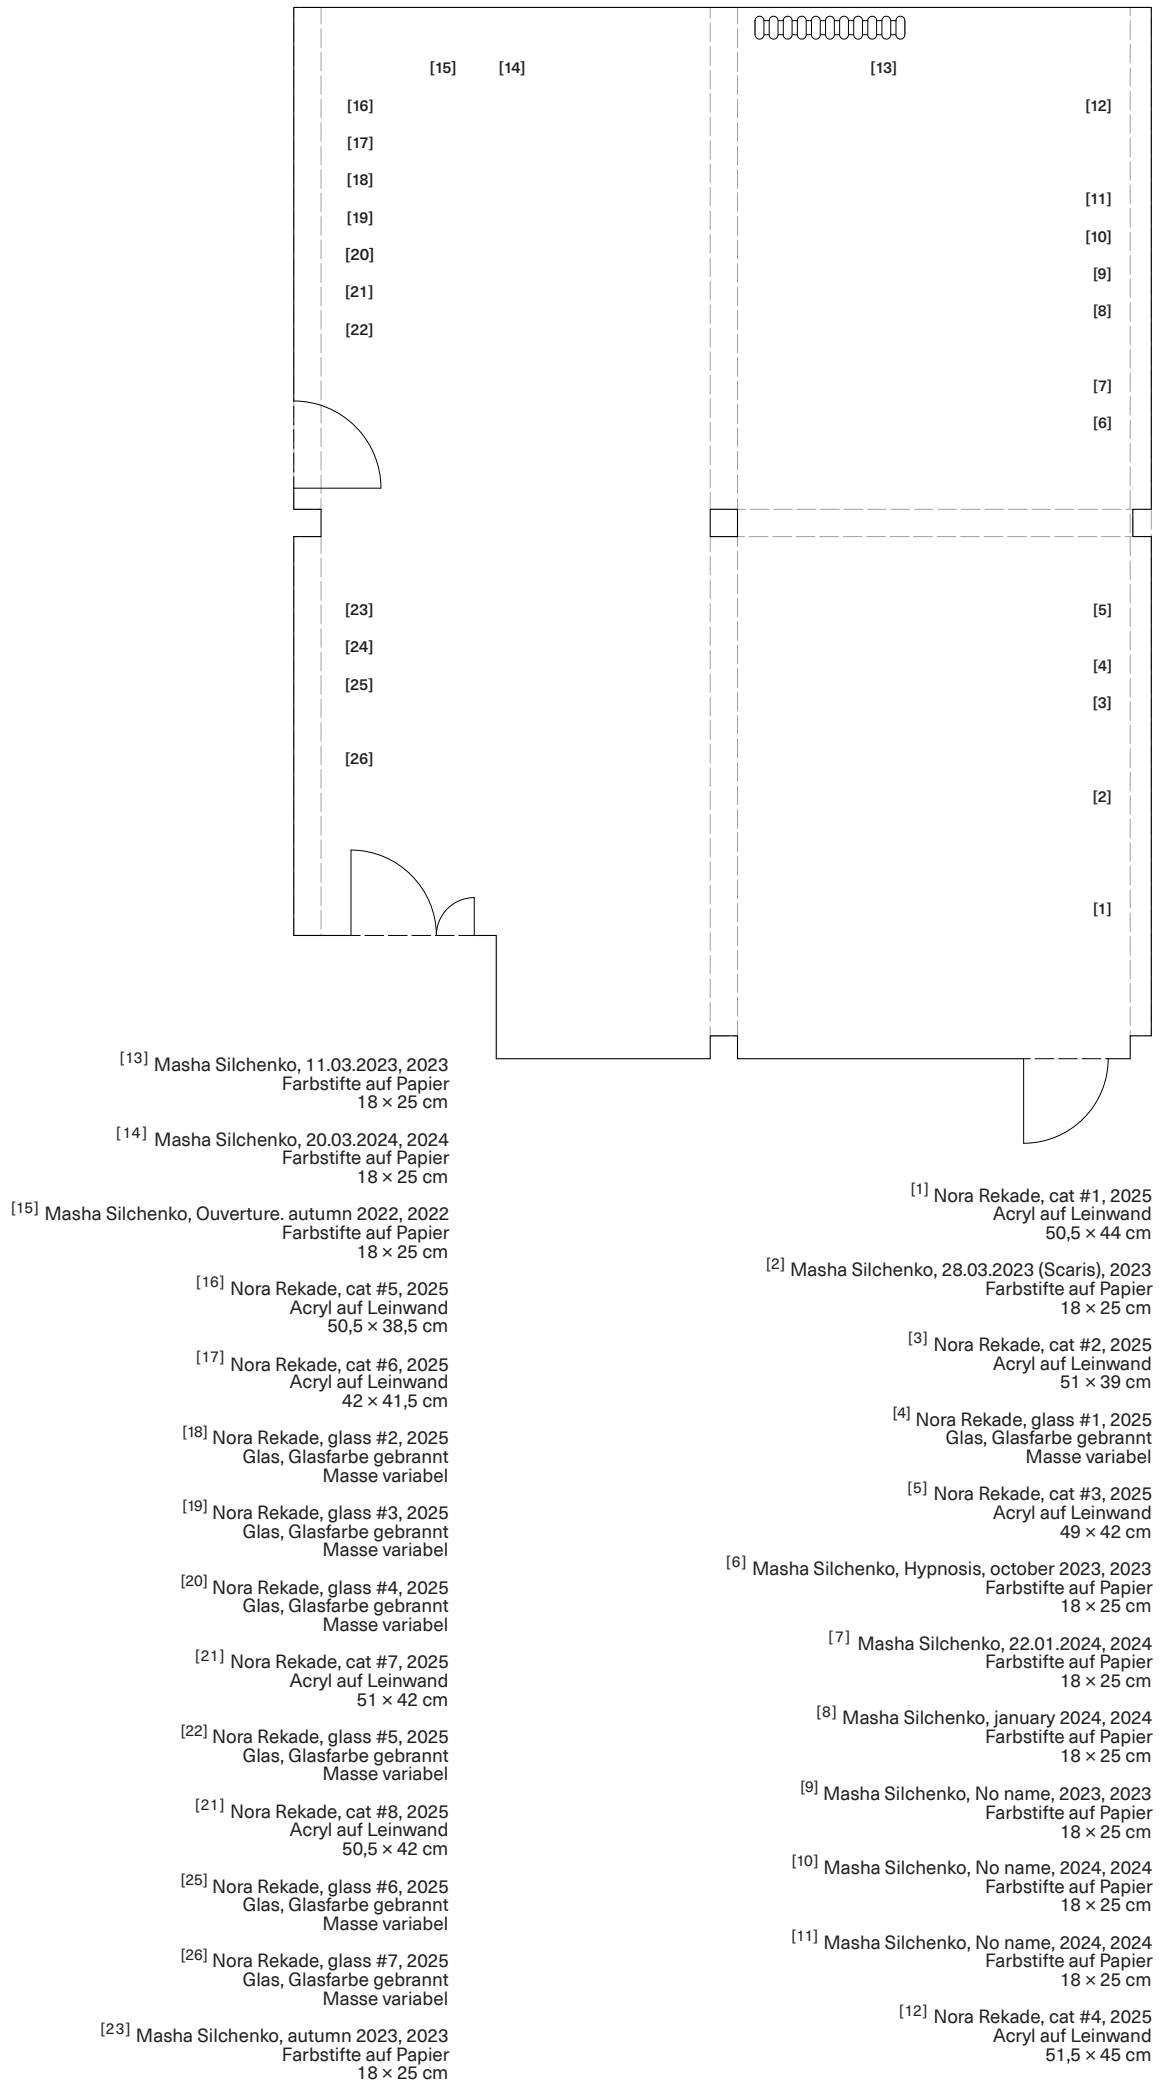 [15] [14] [13]
[16] [12]
[17]
[18]
[11]
[19]
[10]
[20]
[9]
[21]
[8]
[22]
[7]
[6]
[23] [5]
[24]
[4]
[25]
[3]
[26]
[2]
[1]
[13] Masha Silchenko, 11.03.2023, 2023
Farbstifte auf Papier
18 × 25 cm
[14] Masha Silchenko, 20.03.2024, 2024
Farbstifte auf Papier
18 × 25 cm
[15] Masha Silchenko, Ouverture. autumn 2022, 2022
Farbstifte auf Papier
18 × 25 cm
[16] Nora Rekade, cat #5, 2025
Acryl auf Leinwand
50,5 × 38,5 cm
[17] Nora Rekade, cat #6, 2025
Acryl auf Leinwand
42 × 41,5 cm
[18] Nora Rekade, glass #2, 2025
Glas, Glasfarbe gebrannt
Masse variabel
[19] Nora Rekade, glass #3, 2025
Glas, Glasfarbe gebrannt
Masse variabel
[20] Nora Rekade, glass #4, 2025
Glas, Glasfarbe gebrannt
Masse variabel
[21] Nora Rekade, cat #7, 2025
Acryl auf Leinwand
51 × 42 cm
[22] Nora Rekade, glass #5, 2025
Glas, Glasfarbe gebrannt
Masse variabel
[21] Nora Rekade, cat #8, 2025
Acryl auf Leinwand
50,5 × 42 cm
[25] Nora Rekade, glass #6, 2025
Glas, Glasfarbe gebrannt
Masse variabel
[26] Nora Rekade, glass #7, 2025
Glas, Glasfarbe gebrannt
Masse variabel
[23] Masha Silchenko, autumn 2023, 2023
Farbstifte auf Papier
18 × 25 cm
[1] Nora Rekade, cat #1, 2025
Acryl auf Leinwand
50,5 × 44 cm
[2] Masha Silchenko, 28.03.2023 (Scaris), 2023
Farbstifte auf Papier
18 × 25 cm
[3] Nora Rekade, cat #2, 2025
Acryl auf Leinwand
51 × 39 cm
[4] Nora Rekade, glass #1, 2025
Glas, Glasfarbe gebrannt
Masse variabel
[5] Nora Rekade, cat #3, 2025
Acryl auf Leinwand
49 × 42 cm
[6] Masha Silchenko, Hypnosis, october 2023, 2023
Farbstifte auf Papier
18 × 25 cm
[7] Masha Silchenko, 22.01.2024, 2024
Farbstifte auf Papier
18 × 25 cm
[8] Masha Silchenko, january 2024, 2024
Farbstifte auf Papier
18 × 25 cm
[9] Masha Silchenko, No name, 2023, 2023
Farbstifte auf Papier
18 × 25 cm
[10] Masha Silchenko, No name, 2024, 2024
Farbstifte auf Papier
18 × 25 cm
[11] Masha Silchenko, No name, 2024, 2024
Farbstifte auf Papier
18 × 25 cm
[12] Nora Rekade, cat #4, 2025
Acryl auf Leinwand
51,5 × 45 cm